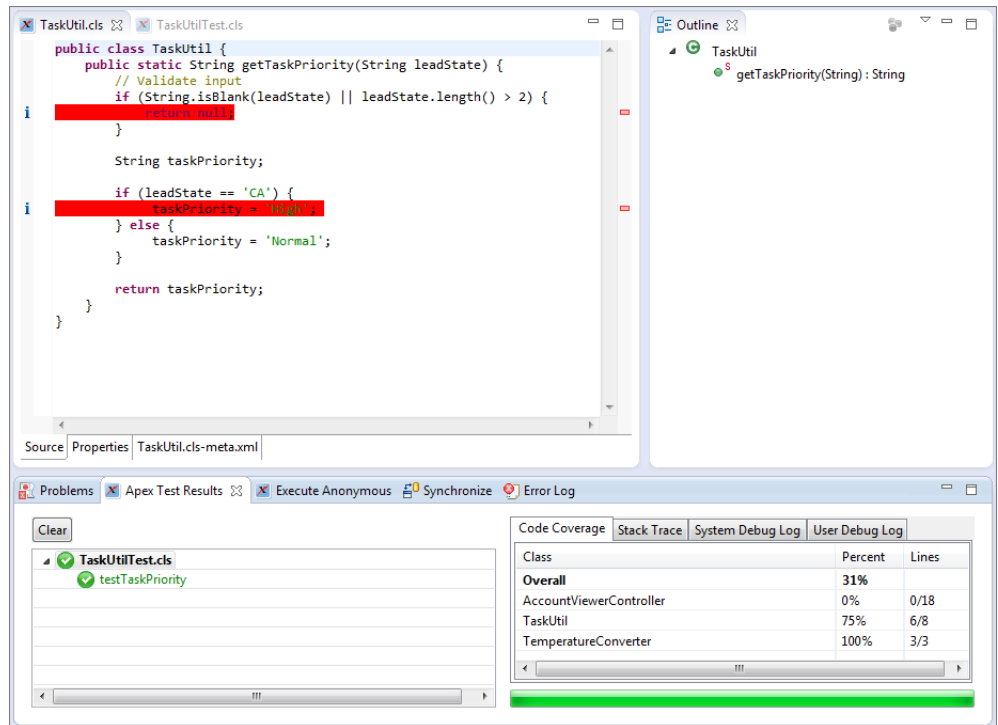 TaskUtil.cls
TaskUtilTest.cls
public class TaskUtil {
public static String getTaskPriority(String leadState) {
// Validate input
if (String.isBlank(leadState) || leadState.length() > 2) {
return null;
}
String taskPriority;
if (leadState == 'CA') {
taskPriority = 'High';
} else {
taskPriority = 'Normal';
}
return taskPriority;
}
}
Source Properties TaskUtil.cls-meta.xml
Outline
TaskUtil
S getTaskPriority(String) : String
Problems Apex Test Results Execute Anonymous Synchronize Error Log
Clear
TaskUtilTest.cls
testTaskPriority
Code Coverage Stack Trace System Debug Log User Debug Log
Class Percent Lines
Overall 31%
AccountViewerController 0% 0/18
TaskUtil 75% 6/8
TemperatureConverter 100% 3/3